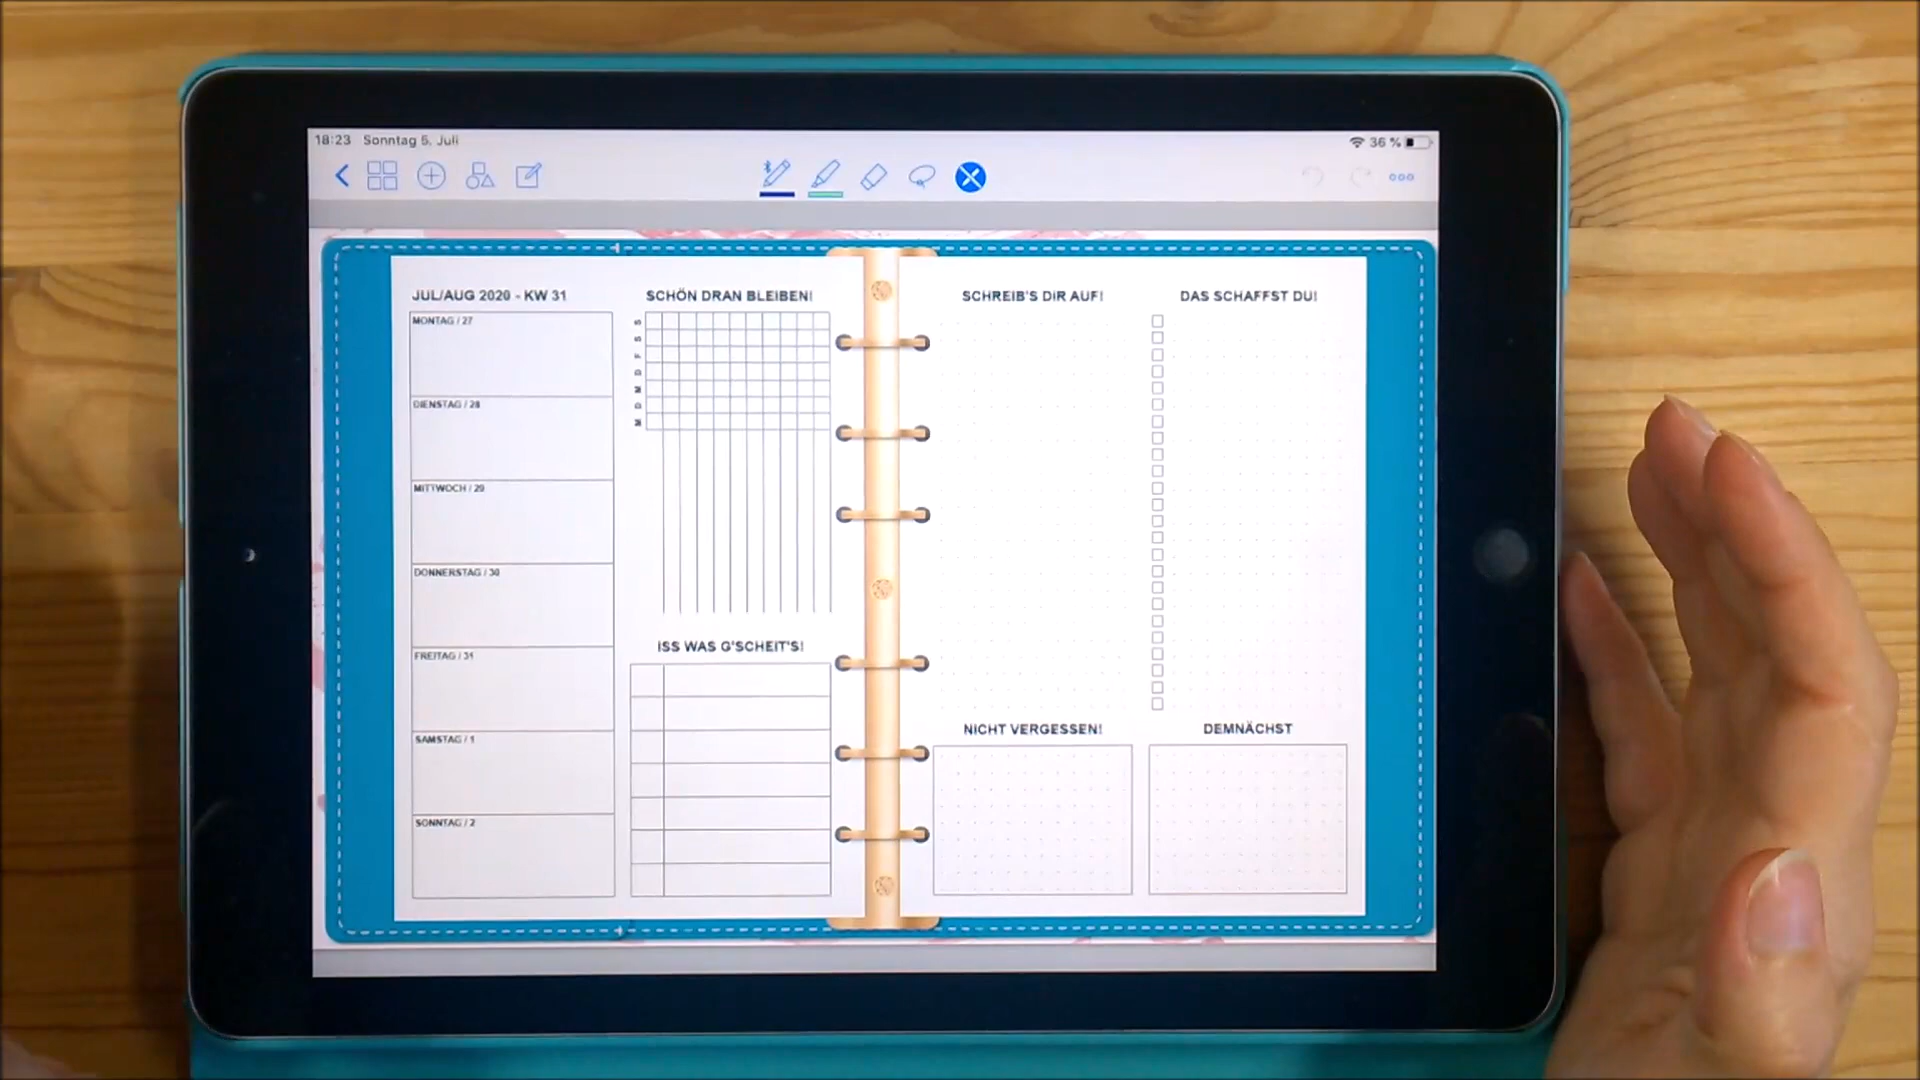 18:23 Sonntag 5. Juli
36 %
JUL/AUG 2020 - KW 31
MONTAG / 27
DIENSTAG / 28
MITTWOCH / 29
DONNERSTAG / 30
FREITAG / 31
SAMSTAG / 1
SONNTAG / 2
SCHÖN DRAN BLEIBEN!
S
S
F
D
M
D
M
ISS WAS G'SCHEIT'S!
SCHREIB'S DIR AUF!
DAS SCHAFFST DU!
NICHT VERGESSEN!
DEMNÄCHST